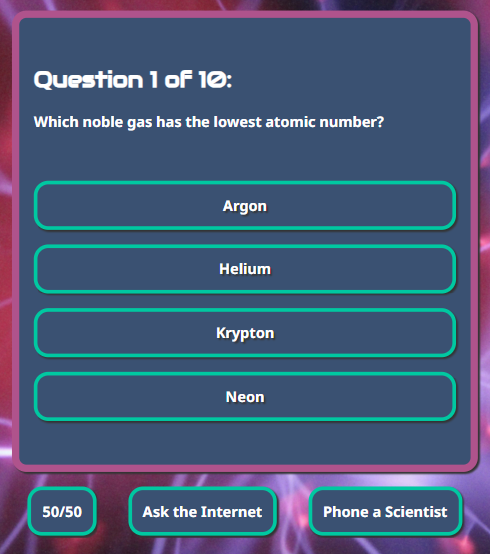 Question 1 of 10:
Which noble gas has the lowest atomic number?
Argon
Helium
Krypton
Neon
50/50 Ask the Internet Phone a Scientist